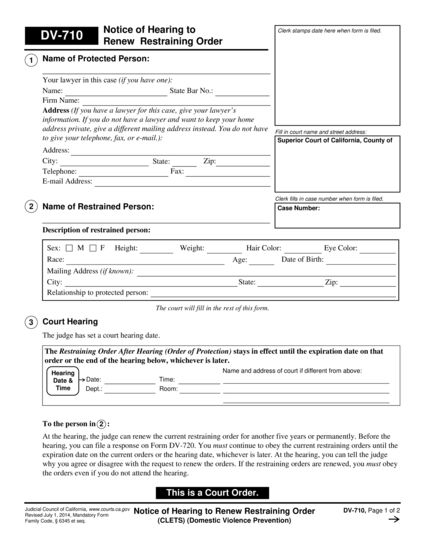 DV-710
Notice of Hearing to
Renew Restraining Order
Clerk stamps date here when form is filed.
1 Name of Protected Person:
Your lawyer in this case (if you have one):
Name: State Bar No.:
Firm Name:
Address (If you have a lawyer for this case, give your lawyer's
information. If you do not have a lawyer and want to keep your home
address private, give a different mailing address instead. You do not have
to give your telephone, fax, or e-mail.):
Address:
City: State: Zip:
Telephone: Fax:
E-mail Address:
Fill in court name and street address:
Superior Court of California, County of
Clerk fills in case number when form is filed.
Case Number:
2 Name of Restrained Person:
Description of restrained person:
Sex: M F Height: Weight: Hair Color: Eye Color:
Race: Age: Date of Birth:
Mailing Address (if known):
City: State: Zip:
Relationship to protected person:
The court will fill in the rest of this form.
3 Court Hearing
The judge has set a court hearing date.
The Restraining Order After Hearing (Order of Protection) stays in effect until the expiration date on that
order or the end of the hearing below, whichever is later.
Hearing
Date &
Time
Date: Time:
Dept.: Room:
Name and address of court if different from above:
To the person in 2 :
At the hearing, the judge can renew the current restraining order for another five years or permanently. Before the
hearing, you can file a response on Form DV-720. You must continue to obey the current restraining orders until the
expiration date on the current orders or the hearing date, whichever is later. At the hearing, you can tell the judge
why you agree or disagree with the request to renew the orders. If the restraining orders are renewed, you must obey
the orders even if you do not attend the hearing.
This is a Court Order.
Judicial Council of California, www.courts.ca.gov
Revised July 1, 2014, Mandatory Form
Family Code, § 6345 et seq.
Notice of Hearing to Renew Restraining Order
(CLETS) (Domestic Violence Prevention)
DV-710, Page 1 of 2